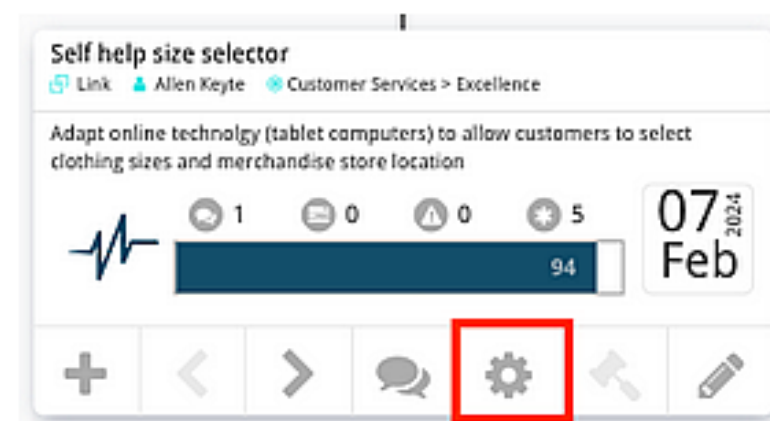 Self help size selector
Link Allen Keyte Customer Services > Excellence
Adapt online technolgy (tablet computers) to allow customers to select
clothing sizes and merchandise store location
1 0 0 5
94
07 2024
Feb